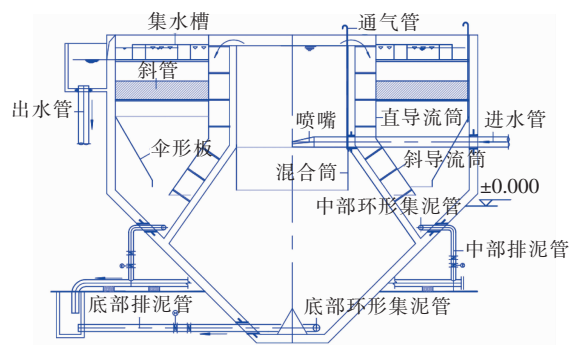 集水槽
通气管
斜管
出水管
喷嘴
直导流筒
进水管
伞形板
斜导流筒
混合筒
±0.000
中部环形集泥管
中部排泥管
底部排泥管
底部环形集泥管